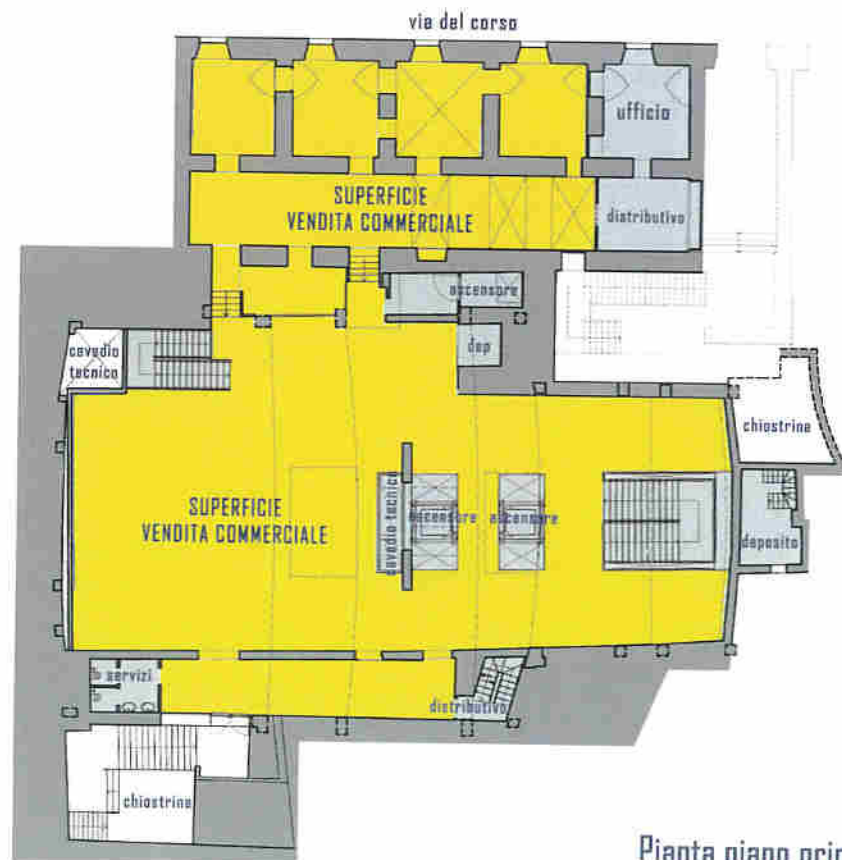 via del corso
ufficio
SUPERFICIE
VENDITA COMMERCIALE
distributivo
ascensore
cavedio
tecnico
dep
chiostrina
SUPERFICIE
VENDITA COMMERCIALE
cavedio tecnico
ascensore
ascensore
deposito
servizi
distributivo
chiostrina
Pianta piano